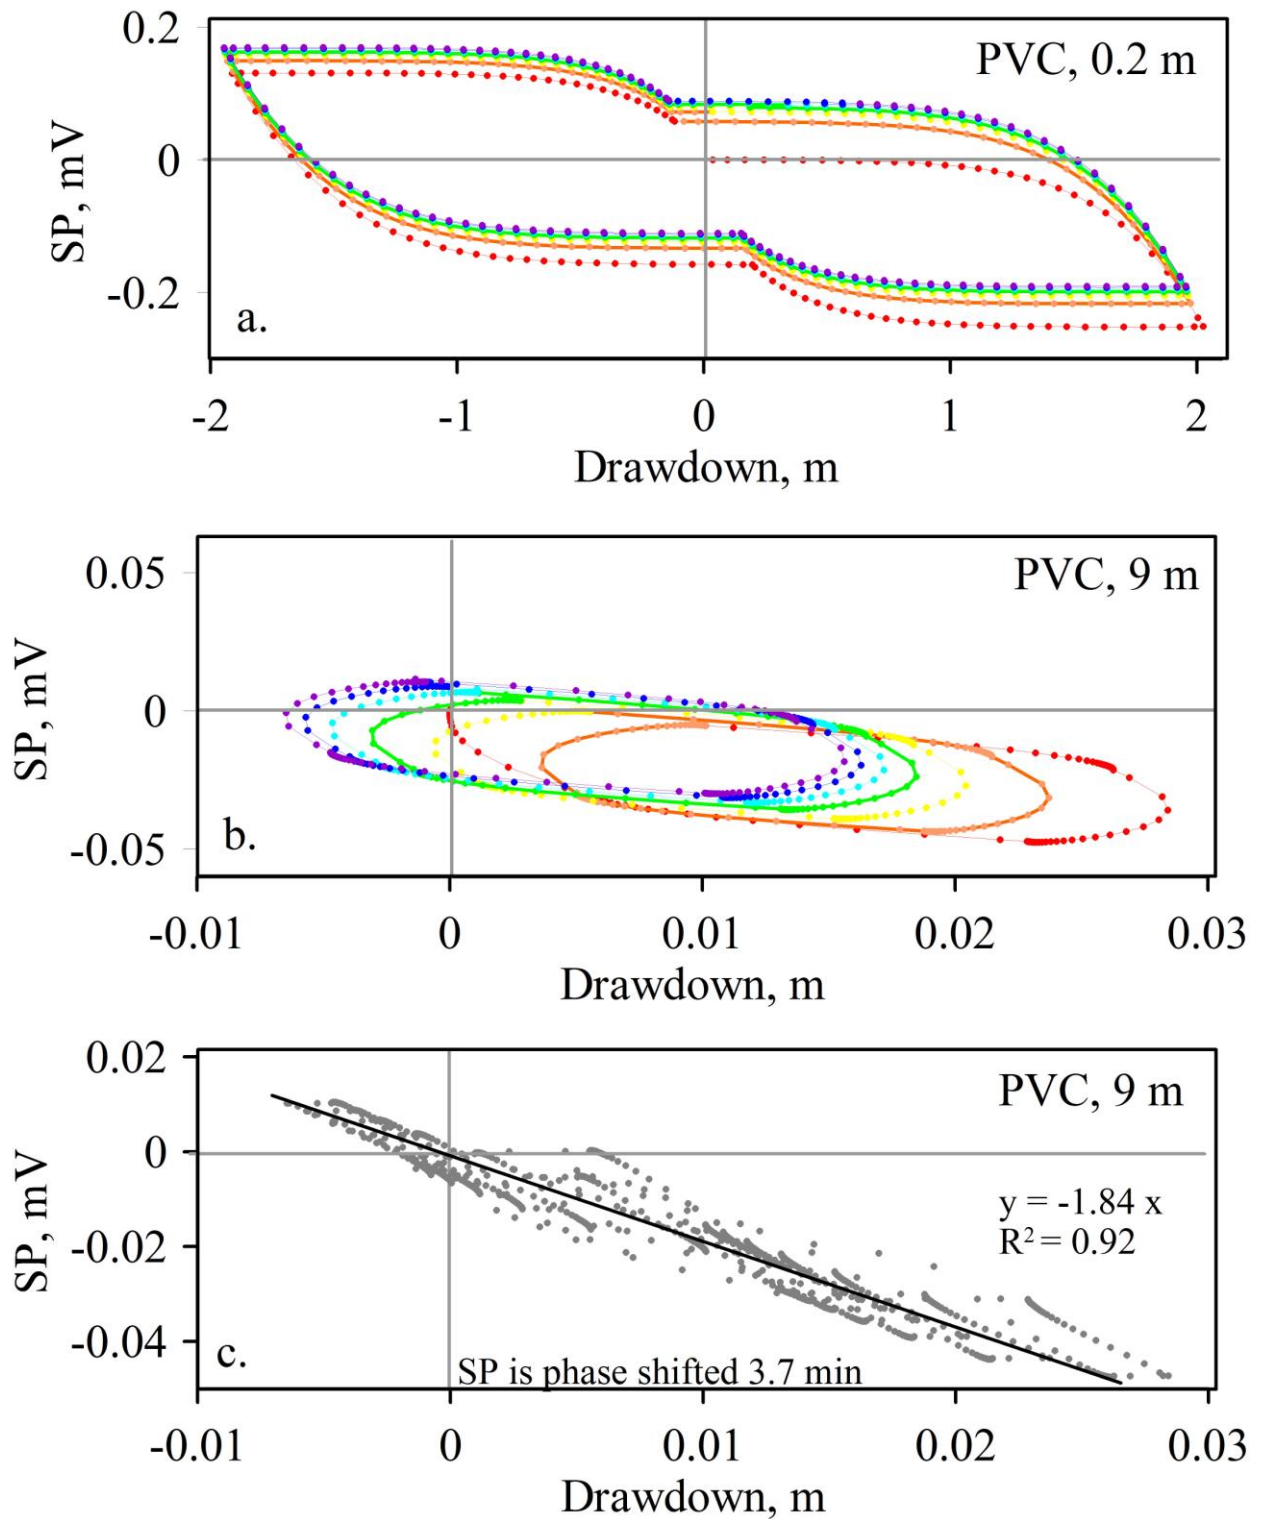 0.2
PVC, 0.2 m
SP, mV
0
-0.2
a.
-2 -1 0 1 2
Drawdown, m
PVC, 9 m
0.05
SP, mV
0
-0.05
b.
-0.01 0 0.01 0.02 0.03
Drawdown, m
0.02
PVC, 9 m
SP, mV
0
y = -1.84 x
R² = 0.92
-0.02
-0.04
c.
SP is phase shifted 3.7 min
-0.01 0 0.01 0.02 0.03
Drawdown, m